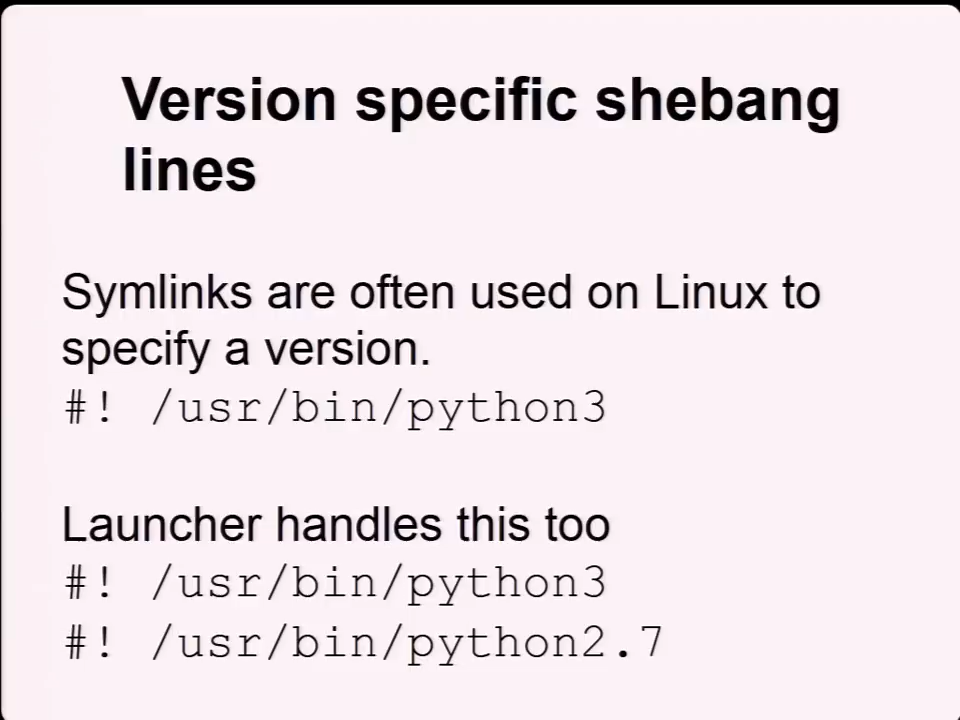 Version specific shebang
lines
Symlinks are often used on Linux to
specify a version.
#! /usr/bin/python3
Launcher handles this too
#! /usr/bin/python3
#! /usr/bin/python2.7